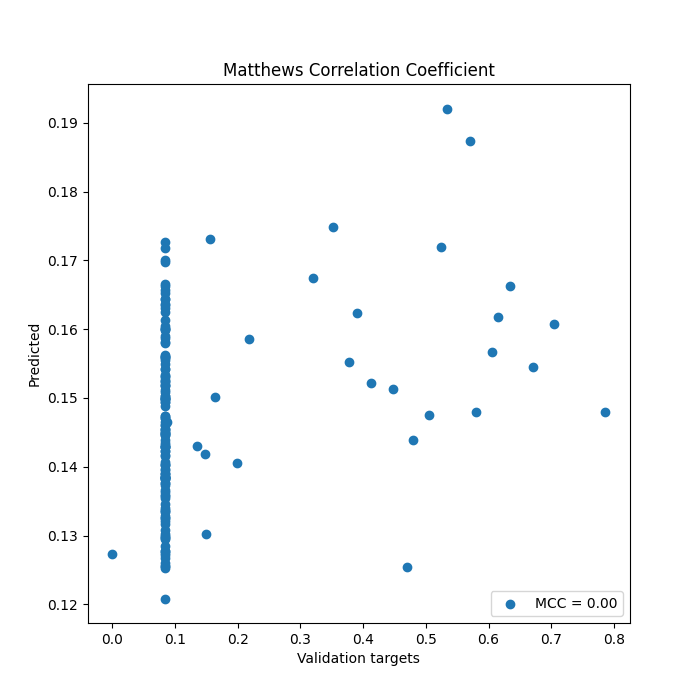 Matthews Correlation Coefficient
0.19
0.18
0.17
0.16
0.15
0.14
0.13
0.12
Predicted
MCC = 0.00
0.0 0.1 0.2 0.3 0.4 0.5 0.6 0.7 0.8
Validation targets